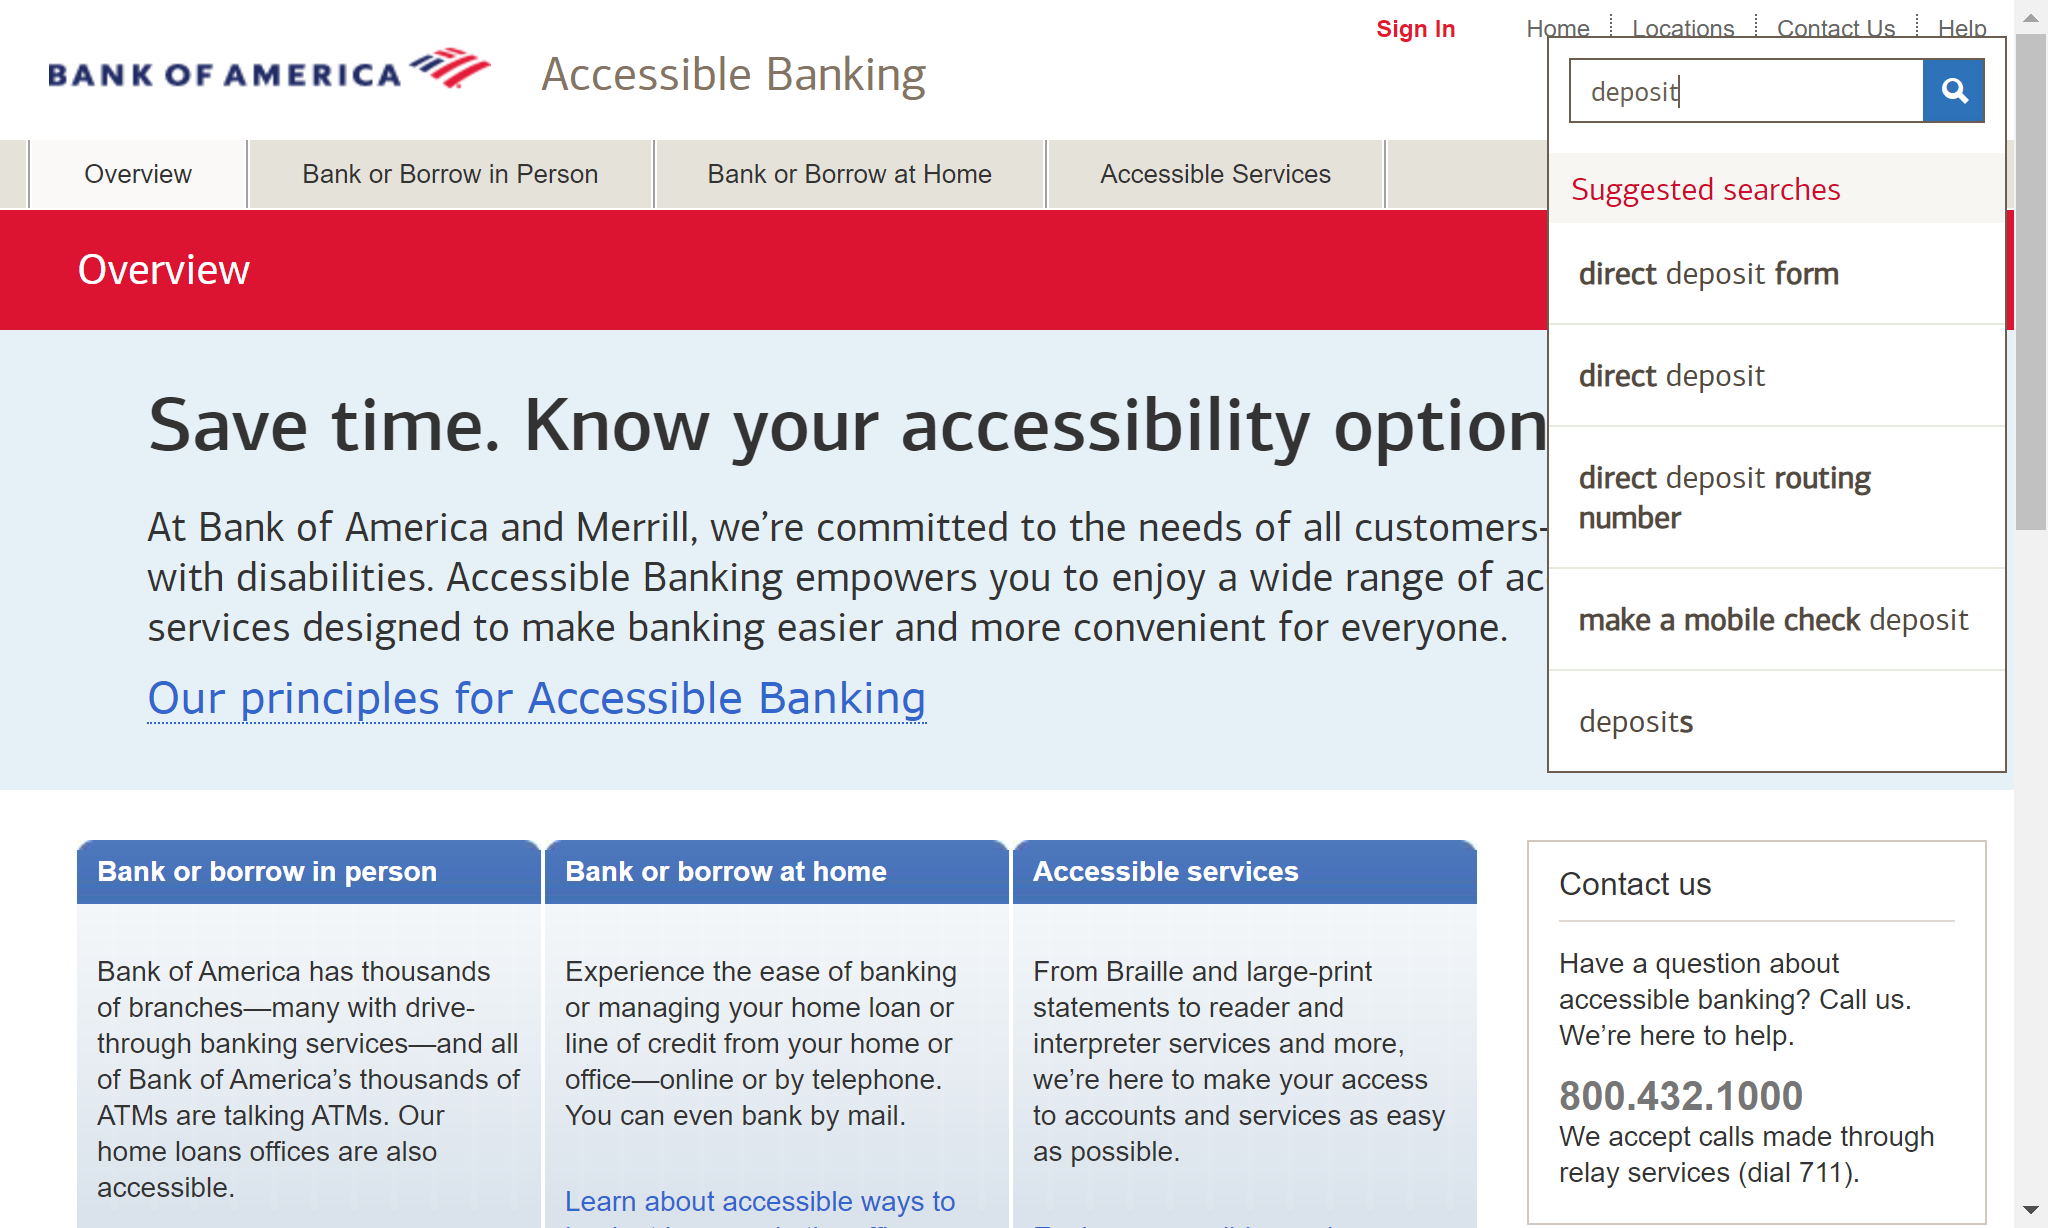 Sign In
Home
Locations
Contact Us
Help
BANK OF AMERICA
Accessible Banking
deposit
Overview
Bank or Borrow in Person
Bank or Borrow at Home
Accessible Services
Suggested searches
direct deposit form
direct deposit
direct deposit routing
number
make a mobile check deposit
deposits
Overview
Save time. Know your accessibility option
At Bank of America and Merrill, we’re committed to the needs of all customers-
with disabilities. Accessible Banking empowers you to enjoy a wide range of ac
services designed to make banking easier and more convenient for everyone.
Our principles for Accessible Banking
Bank or borrow in person
Bank of America has thousands
of branches—many with drive-
through banking services—and all
of Bank of America’s thousands of
ATMs are talking ATMs. Our
home loans offices are also
accessible.
Bank or borrow at home
Experience the ease of banking
or managing your home loan or
line of credit from your home or
office—online or by telephone.
You can even bank by mail.
Learn about accessible ways to
Accessible services
From Braille and large-print
statements to reader and
interpreter services and more,
we’re here to make your access
to accounts and services as easy
as possible.
Contact us
Have a question about
accessible banking? Call us.
We’re here to help.
800.432.1000
We accept calls made through
relay services (dial 711).